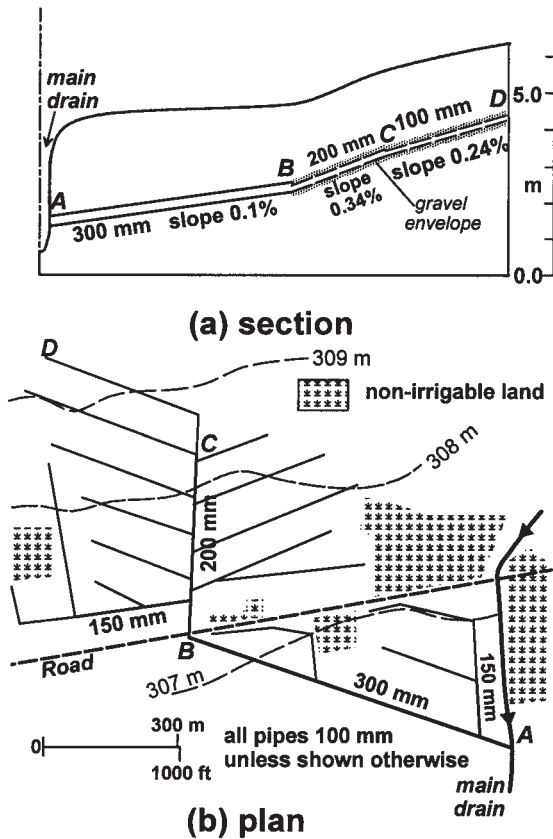 main
drain
A
300 mm
slope 0.1%
B
200 mm
slope
0.34%
C
100 mm
slope 0.24%
D
gravel
envelope
5.0
m
0.0
(a) section
D
309 m
non-irrigable land
C
308 m
200 mm
150 mm
B
Road
307 m
300 mm
150 mm
A
0
300 m
1000 ft
all pipes 100 mm
unless shown otherwise
main
drain
(b) plan